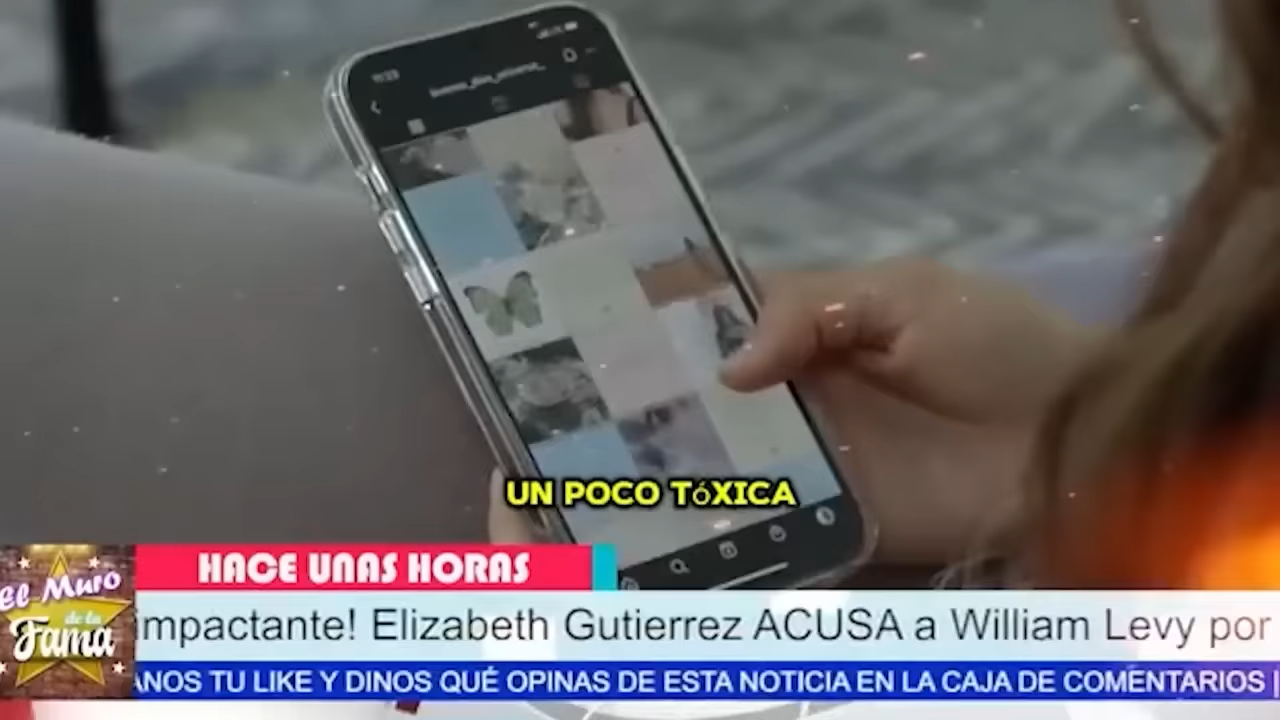 UN POCO TÓXICA
HACE UNAS HORAS
El Muro
de la
Fama
impactante! Elizabeth Gutierrez ACUSA a William Levy por
ANOS TU LIKE Y DINOS QUÉ OPINAS DE ESTA NOTICIA EN LA CAJA DE COMENTARIOS |